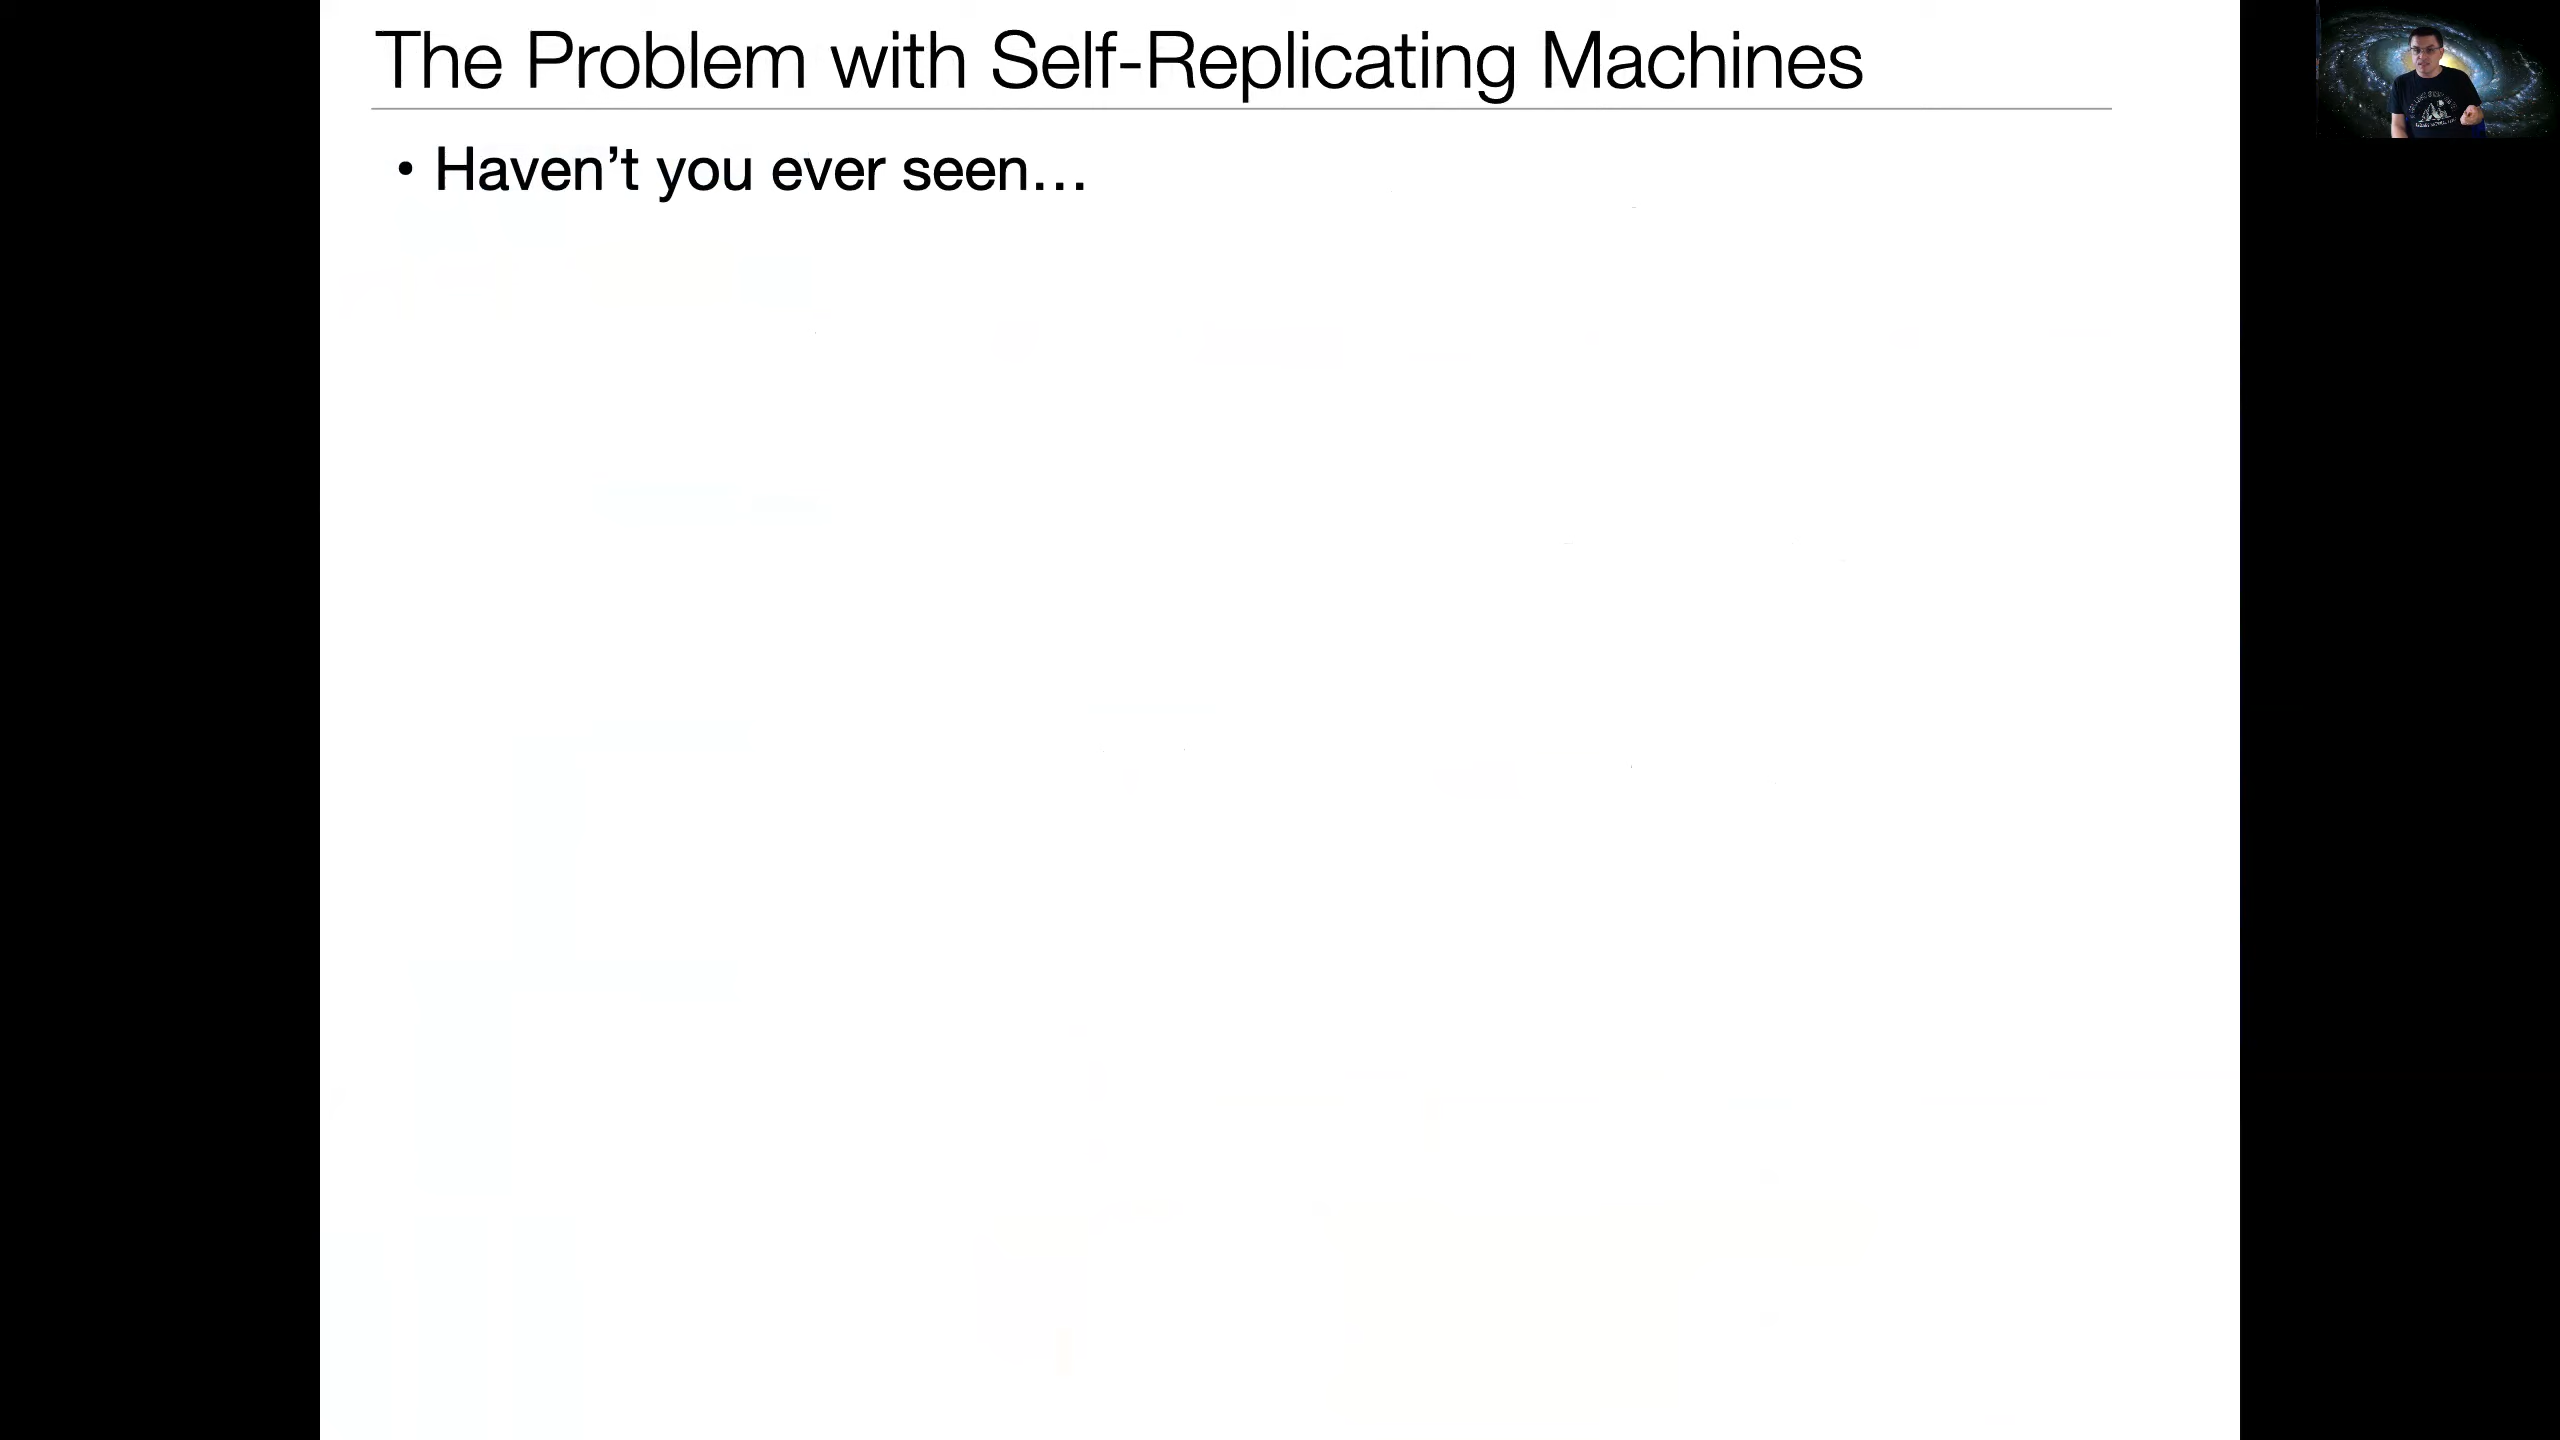 The Problem with Self-Replicating Machines
• Haven’t you ever seen…